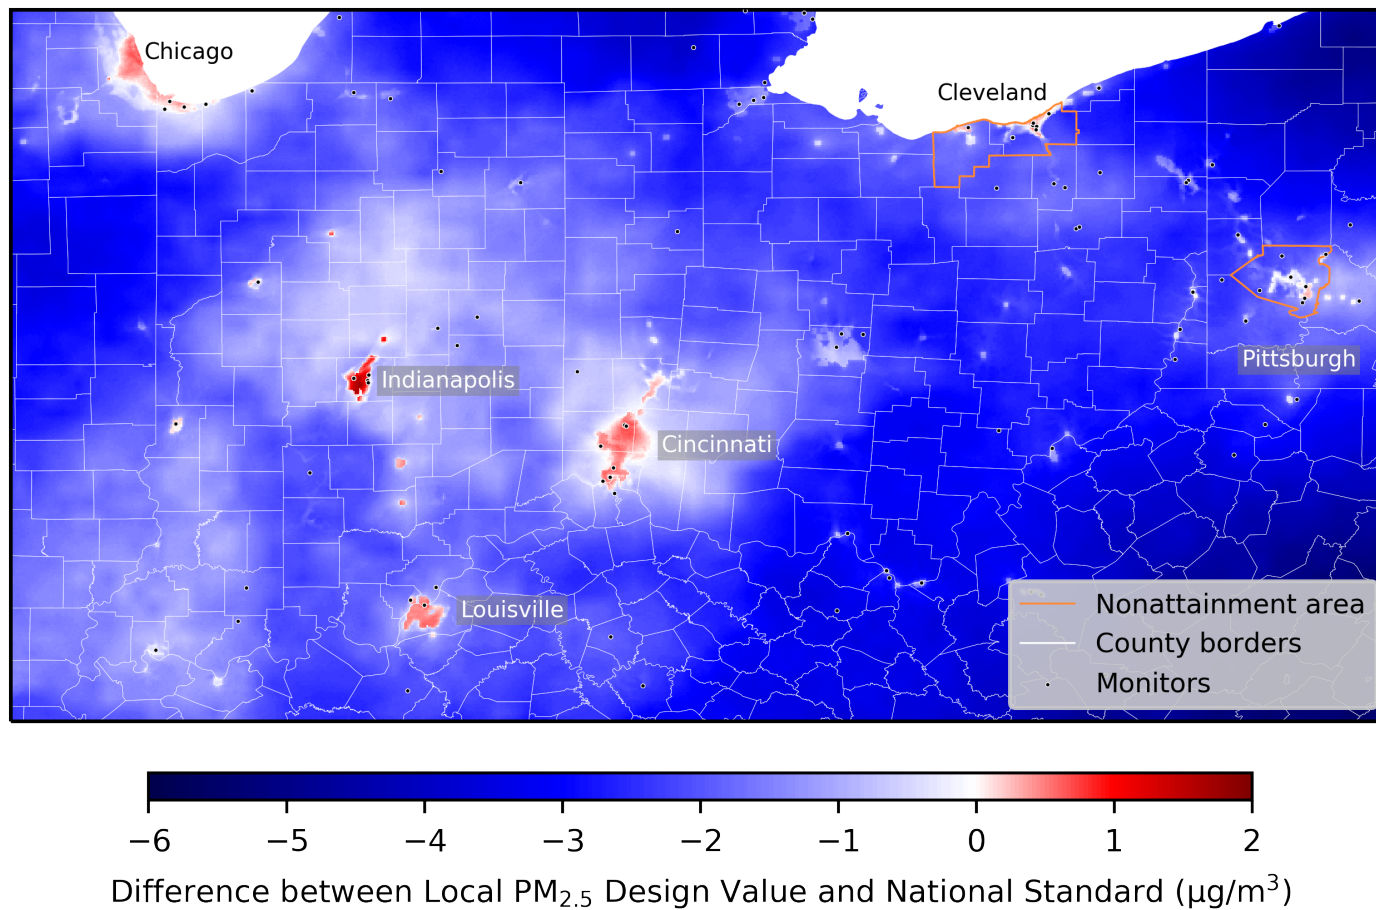 Chicago
Cleveland
Pittsburgh
Indianapolis
Cincinnati
Louisville
Nonattainment area
County borders
Monitors
−6 −5 −4 −3 −2 −1 0 1 2
Difference between Local PM₂.₅ Design Value and National Standard (μg/m³)